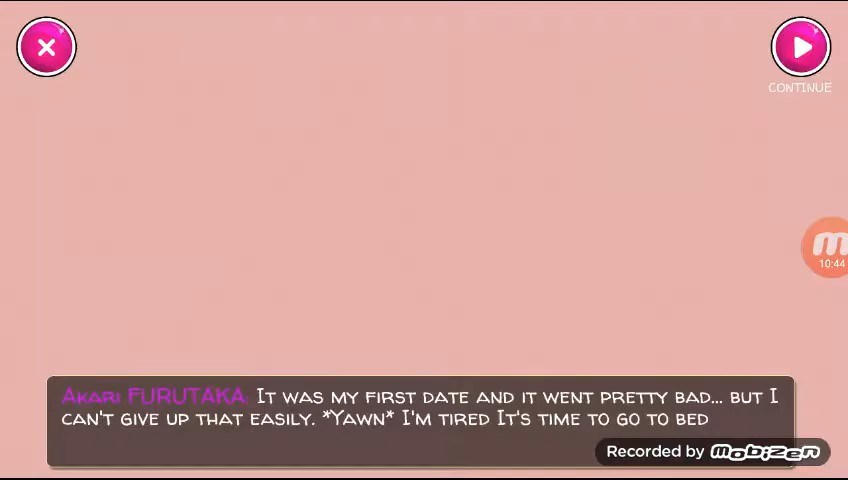 CONTINUE
10:44
Akari FURUTAKA: It was my first date and it went pretty bad... but I
can't give up that easily. *Yawn* I'm tired It's time to go to bed
Recorded by mobizen